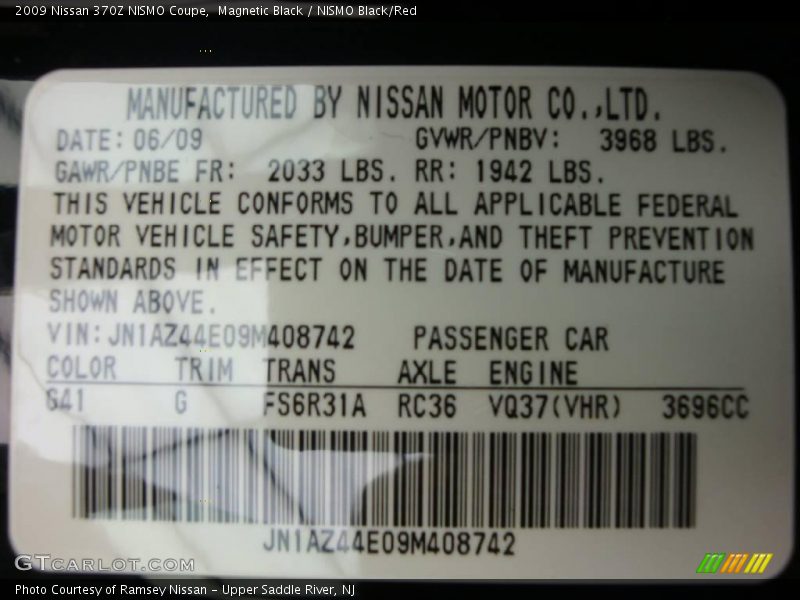 2009 Nissan 370Z NISMO Coupe,  Magnetic Black / NISMO Black/Red
MANUFACTURED BY NISSAN MOTOR CO.,LTD.
DATE: 06/09 GVWR/PNBV: 3968 LBS.
GAWR/PNBE FR: 2033 LBS. RR: 1942 LBS.
THIS VEHICLE CONFORMS TO ALL APPLICABLE FEDERAL
MOTOR VEHICLE SAFETY,BUMPER,AND THEFT PREVENTION
STANDARDS IN EFFECT ON THE DATE OF MANUFACTURE
SHOWN ABOVE.
VIN: JN1AZ44E09M408742 PASSENGER CAR
COLOR TRIM TRANS AXLE ENGINE
G41 G FS6R31A RC36 VQ37(VHR) 3696CC
JN1AZ44E09M408742
GTCARLOT.COM
Photo Courtesy of Ramsey Nissan - Upper Saddle River, NJ